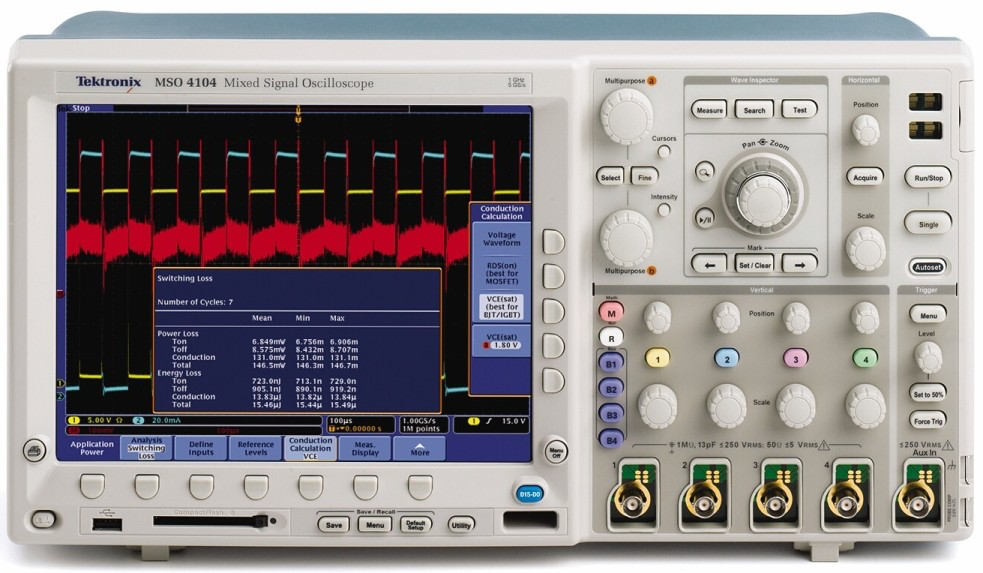 Tektronix MSO 4104 Mixed Signal Oscilloscope
1 GHz
5 GS/s
Stop
Conduction
Calculation
Voltage
Waveform
RDS(on)
(best for
MOSFET)
VCE(sat)
(best for
BJT/IGBT)
VCE(sat)
1.80 V
Switching Loss
Number of Cycles: 7
Mean Min Max
Power Loss
Ton 6.849mW 6.756m 6.906m
Toff 8.575mW 8.432m 8.707m
Conduction 131.0mW 131.0m 131.1m
Total 146.5mW 146.3m 146.7m
Energy Loss
Ton 723.0nJ 713.1n 729.0n
Toff 905.1nJ 890.1n 919.2n
Conduction 13.83µJ 13.82µ 13.84µ
Total 15.46µJ 15.44µ 15.49µ
1 5.00 V Ω 2 20.0mA 100µs 1.00GS/s 1 15.0 V
0.00000 s 1M points
Application
Power
Analysis
Switching
Loss
Define
Inputs
Reference
Levels
Conduction
Calculation
VCE
Meas.
Display
More
Menu
Off
D15-D0
CompactFlash
Save / Recall
Save Menu Default
Setup Utility
Multipurpose a
Cursors
Select Fine
Intensity
Multipurpose b
Wave Inspector
Measure Search Test
Pan Zoom
Mark
← Set / Clear →
Horizontal
Position
Acquire
Scale
Run/Stop
Single
Autoset
Vertical
Math
M
Position
R
B1
1 2 3 4
B2
B3
Scale
B4
Trigger
Menu
Level
Set to 50%
Force Trig
1MΩ, 13pF ≤250 VRMS; 50Ω ≤5 VRMS
≤250 VRMS
Aux In
1 2 3 4